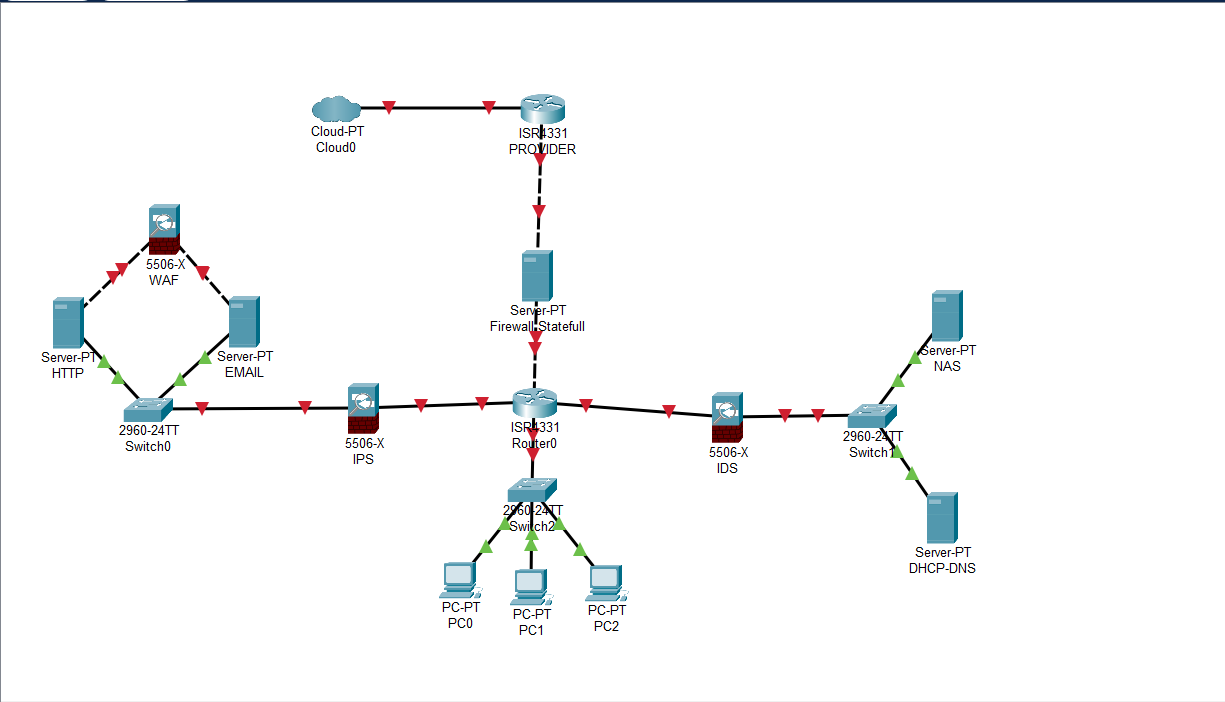 Cloud-PT
Cloud0
ISR4331
PROVIDER
5506-X
WAF
Server-PT
HTTP
Server-PT
EMAIL
Server-PT
Firewall Statefull
Server-PT
NAS
2960-24TT
Switch0
5506-X
IPS
ISR4331
Router0
5506-X
IDS
2960-24TT
Switch1
2960-24TT
Switch2
Server-PT
DHCP-DNS
PC-PT
PC0
PC-PT
PC1
PC-PT
PC2